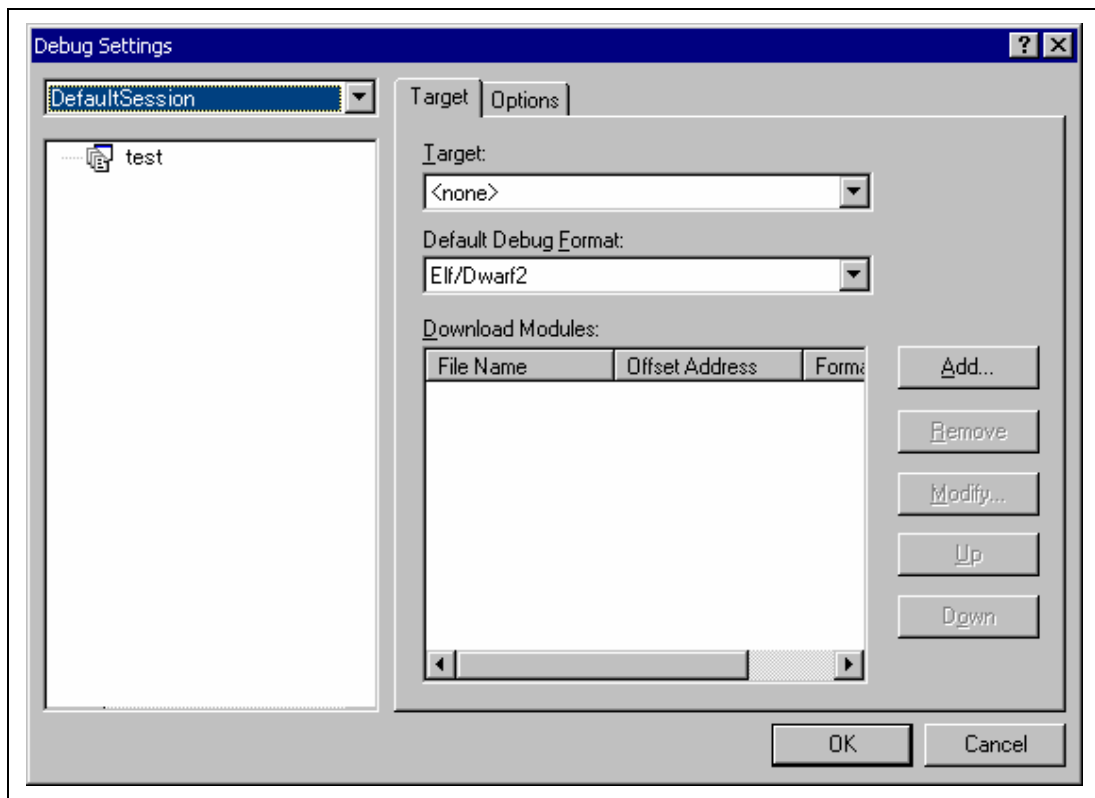 Debug Settings
DefaultSession
test
Target Options
Target:
<none>
Default Debug Format:
Elf/Dwarf2
Download Modules:
File Name Offset Address Forma
Add...
Remove
Modify...
Up
Down
OK Cancel